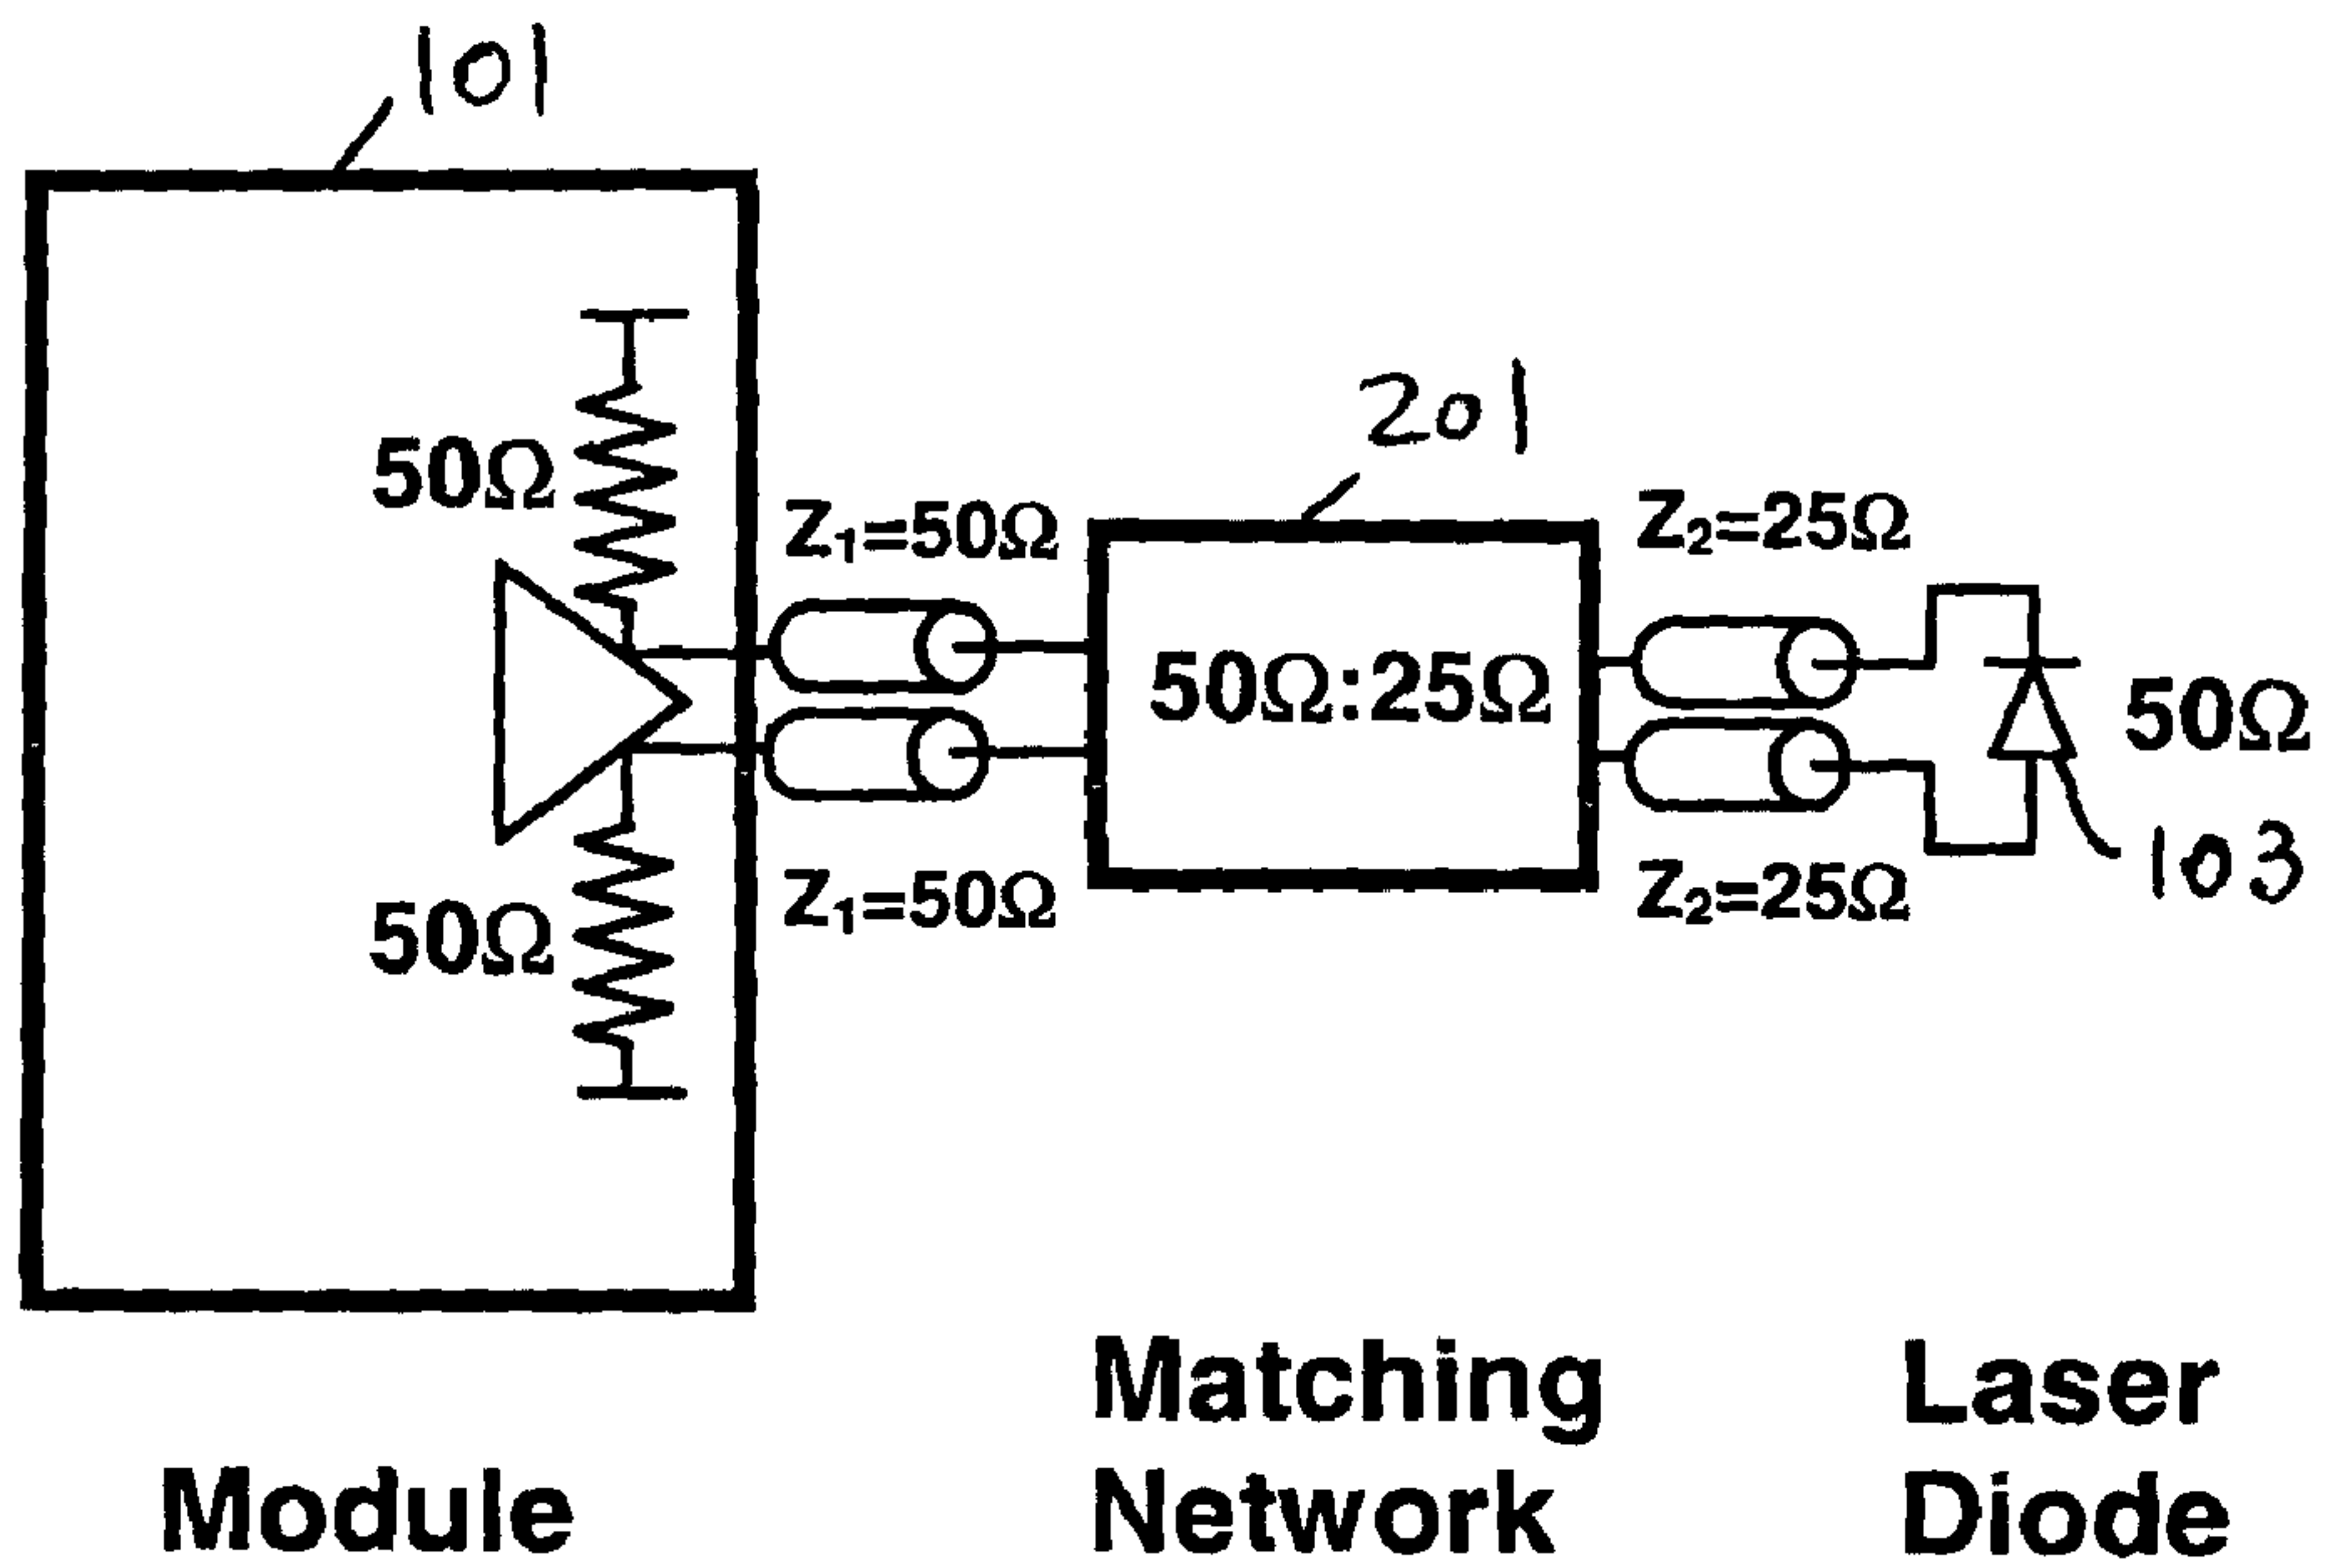 101
201
50Ω
Z₁=50Ω
Z₂=25Ω
50Ω:25Ω
50Ω
103
50Ω
Z₁=50Ω
Z₂=25Ω
Module
Matching
Network
Laser
Diode